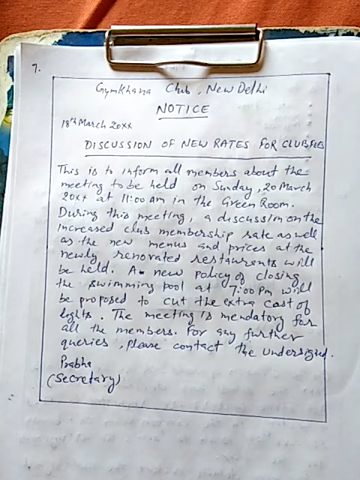 7.
Gymkhana Club, New Delhi
NOTICE
18th March 20xx
DISCUSSION OF NEW RATES FOR CLUB FEES
This is to inform all members about the
meeting to be held on Sunday, 20 March
20xx at 11:00 am in the Green Room.
During this meeting, a discussion on the
increased club membership rate as well
as the new menus and prices at the
newly renovated restaurants will
be held. A new policy of closing
the swimming pool at 7:00 Pm will
be proposed to cut the extra cost of
lights. The meeting is mendatory for
all the members. For any further
queries, please contact the undersigned.
Prabha
(Secretary)